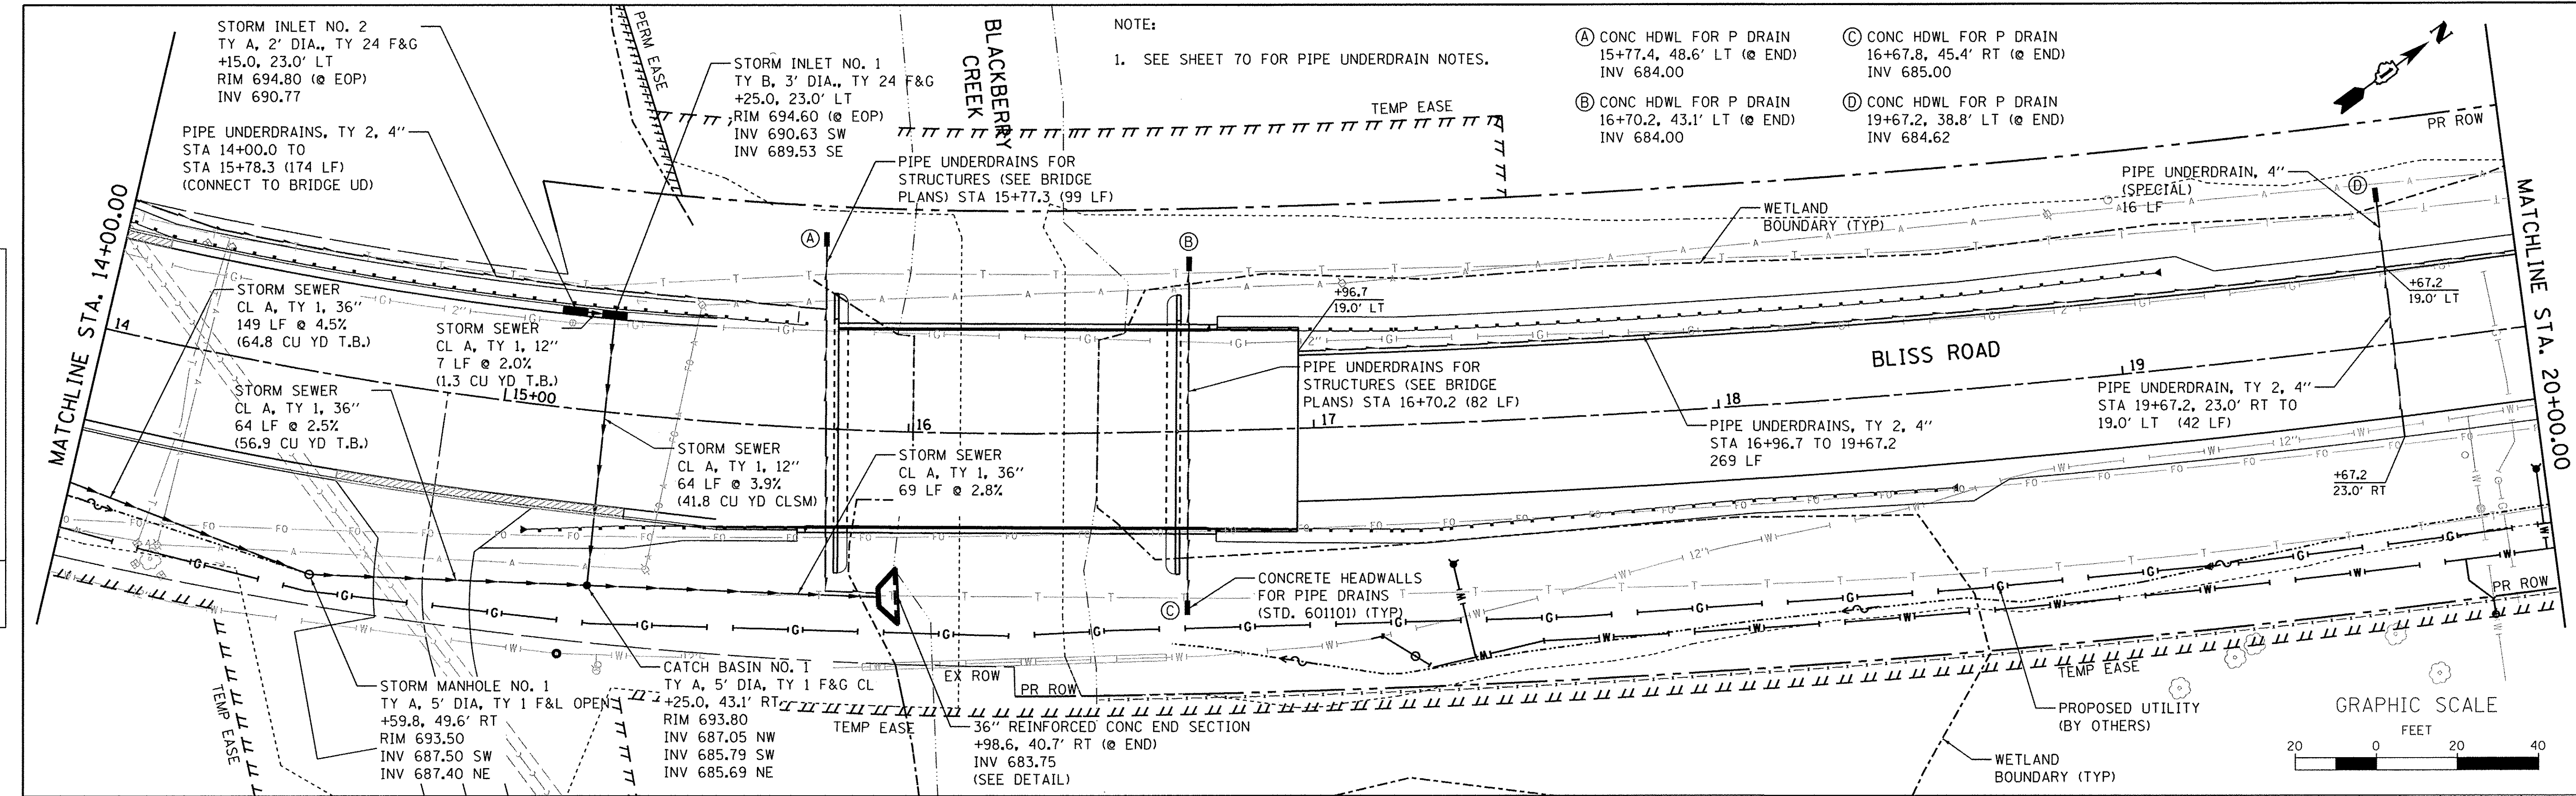 STORM INLET NO. 2
TY A, 2' DIA., TY 24 F&G
+15.0, 23.0' LT
RIM 694.80 (@ EOP)
INV 690.77
PIPE UNDERDRAINS, TY 2, 4"
STA 14+00.0 TO
STA 15+78.3 (174 LF)
(CONNECT TO BRIDGE UD)
PERM EASE
STORM INLET NO. 1
TY B, 3' DIA., TY 24 F&G
+25.0, 23.0' LT
RIM 694.60 (@ EOP)
INV 690.63 SW
INV 689.53 SE
BLACKBERRY
CREEK
PIPE UNDERDRAINS FOR
STRUCTURES (SEE BRIDGE
PLANS) STA 15+77.3 (99 LF)
NOTE:
1. SEE SHEET 70 FOR PIPE UNDERDRAIN NOTES.
TEMP EASE
A CONC HDWL FOR P DRAIN
15+77.4, 48.6' LT (@ END)
INV 684.00
B CONC HDWL FOR P DRAIN
16+70.2, 43.1' LT (@ END)
INV 684.00
C CONC HDWL FOR P DRAIN
16+67.8, 45.4' RT (@ END)
INV 685.00
D CONC HDWL FOR P DRAIN
19+67.2, 38.8' LT (@ END)
INV 684.62
N
PR ROW
PIPE UNDERDRAIN, 4"
(SPECIAL)
16 LF
D
WETLAND
BOUNDARY (TYP)
A
B
MATCHLINE STA. 14+00.00
MATCHLINE STA. 20+00.00
STORM SEWER
CL A, TY 1, 36"
149 LF @ 4.5%
(64.8 CU YD T.B.)
STORM SEWER
CL A, TY 1, 12"
7 LF @ 2.0%
(1.3 CU YD T.B.)
STORM SEWER
CL A, TY 1, 36"
64 LF @ 2.5%
(56.9 CU YD T.B.)
14
15+00
16
17
18
19
+96.7
19.0' LT
+67.2
19.0' LT
BLISS ROAD
PIPE UNDERDRAINS FOR
STRUCTURES (SEE BRIDGE
PLANS) STA 16+70.2 (82 LF)
PIPE UNDERDRAIN, TY 2, 4"
STA 19+67.2, 23.0' RT TO
19.0' LT (42 LF)
PIPE UNDERDRAINS, TY 2, 4"
STA 16+96.7 TO 19+67.2
269 LF
STORM SEWER
CL A, TY 1, 12"
64 LF @ 3.9%
(41.8 CU YD CLSM)
STORM SEWER
CL A, TY 1, 36"
69 LF @ 2.8%
+67.2
23.0' RT
12"
12"
CONCRETE HEADWALLS
FOR PIPE DRAINS
(STD. 601101) (TYP)
C
PR ROW
EX ROW
PR ROW
TEMP EASE
TEMP EASE
TEMP EASE
STORM MANHOLE NO. 1
TY A, 5' DIA, TY 1 F&L OPEN
+59.8, 49.6' RT
RIM 693.50
INV 687.50 SW
INV 687.40 NE
CATCH BASIN NO. 1
TY A, 5' DIA, TY 1 F&G CL
+25.0, 43.1' RT
RIM 693.80
INV 687.05 NW
INV 685.79 SW
INV 685.69 NE
36" REINFORCED CONC END SECTION
+98.6, 40.7' RT (@ END)
INV 683.75
(SEE DETAIL)
PROPOSED UTILITY
(BY OTHERS)
WETLAND
BOUNDARY (TYP)
GRAPHIC SCALE
FEET
20 0 20 40